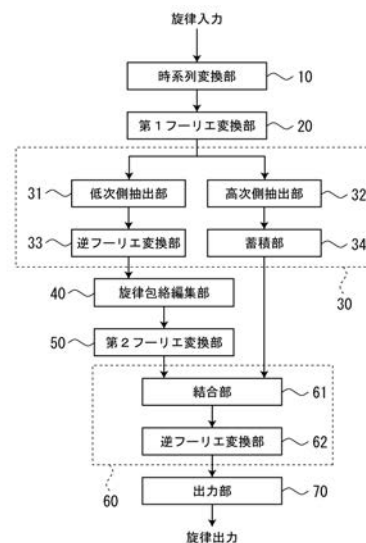 旋律入力
時系列変換部
10
第1フーリエ変換部
20
31
低次側抽出部
高次側抽出部
32
33
逆フーリエ変換部
蓄積部
34
40
旋律包絡編集部
30
50
第2フーリエ変換部
結合部
61
逆フーリエ変換部
62
60
出力部
70
旋律出力